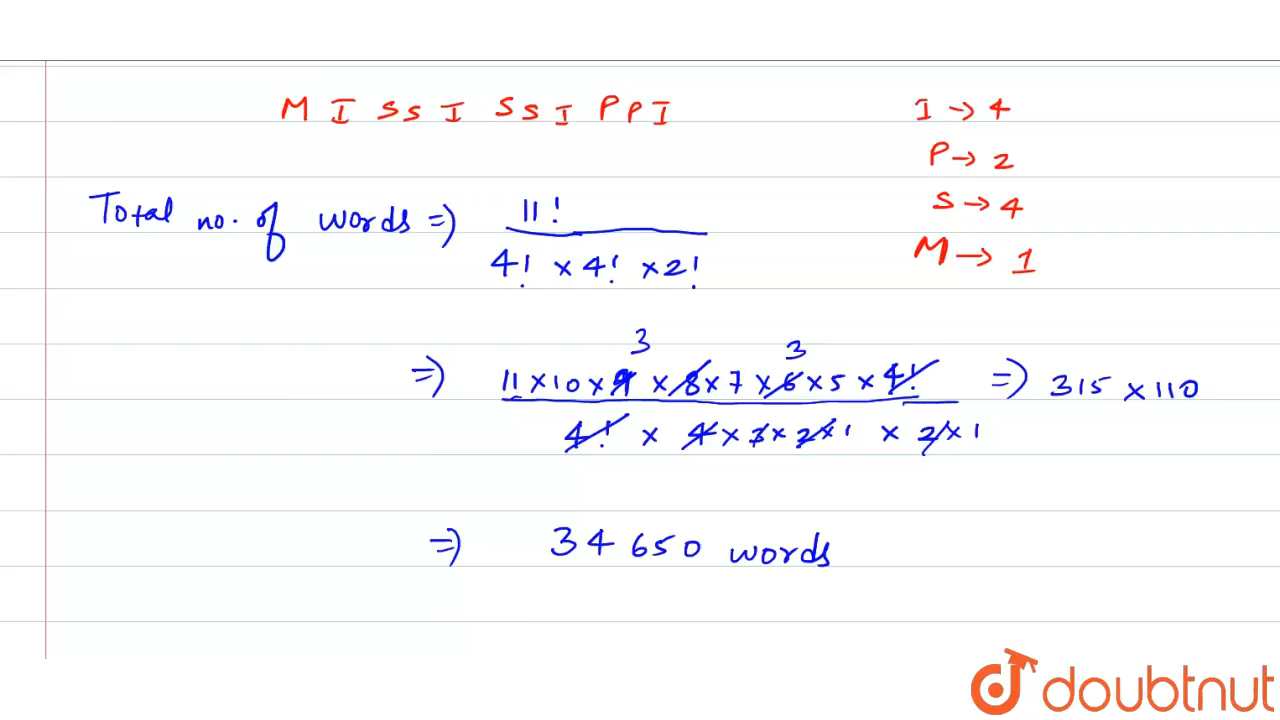 M I S S I S S I P P I
I → 4
P → 2
S → 4
M → 1
Total no. of words ⇒ 11!
4! × 4! × 2!
3 3
⇒ 11 × 10 × 9 × 8 × 7 × 6 × 5 × 4! ⇒ 315 × 110
4! × 4 × 3 × 2 × 1 × 2 × 1
⇒ 34650 words
doubtnut